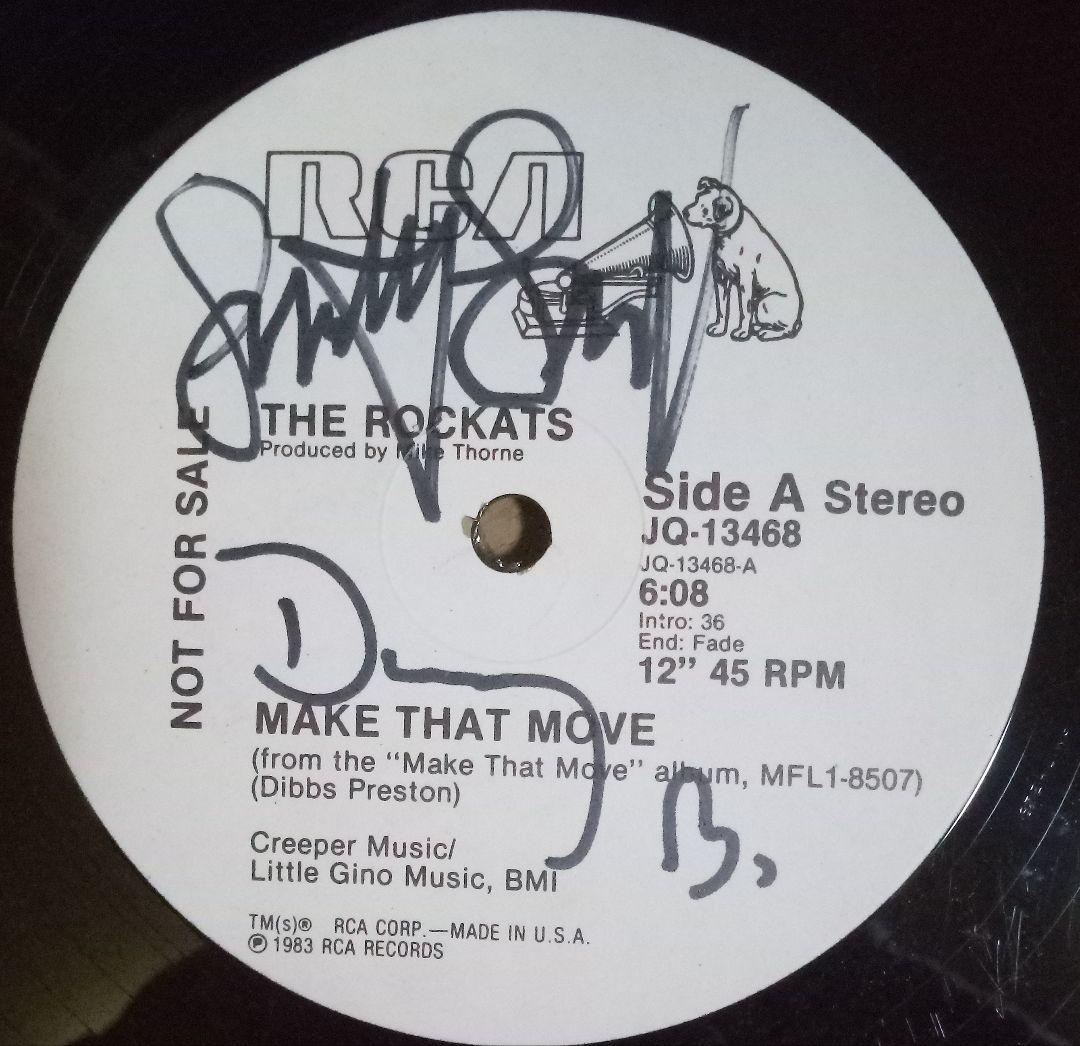 RCA
NOT FOR SALE
THE ROCKATS
Produced by Mike Thorne
Side A Stereo
JQ-13468
JQ-13468-A
6:08
Intro: 36
End: Fade
12” 45 RPM
MAKE THAT MOVE
(from the “Make That Move” album, MFL1-8507)
(Dibbs Preston)
Creeper Music/
Little Gino Music, BMI
TM(s)® RCA CORP.—MADE IN U.S.A.
℗ 1983 RCA RECORDS